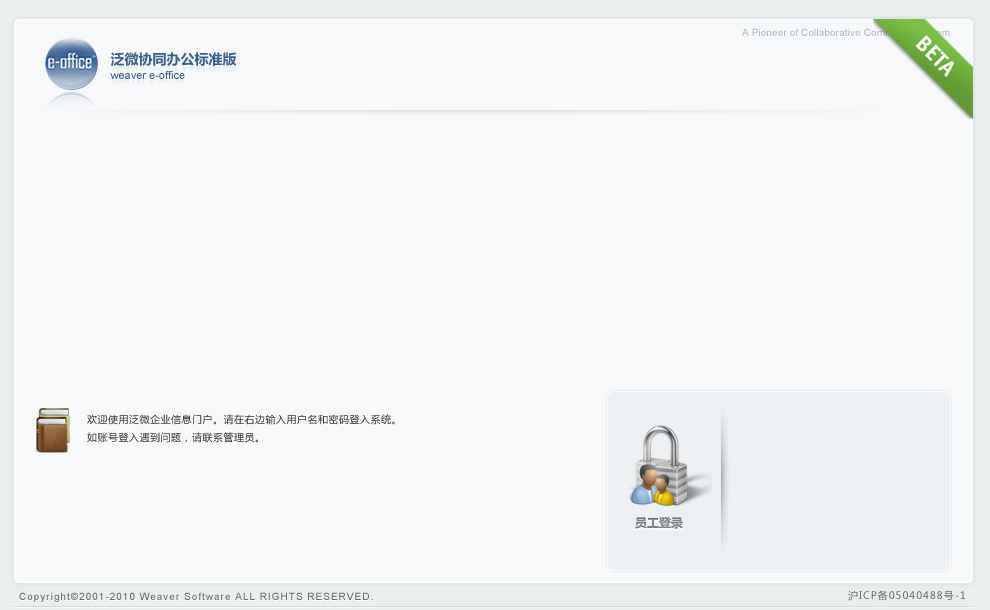 A Pioneer of Collaborative
BETA
e-office
泛微协同办公标准版
weaver e-office
欢迎使用泛微企业信息门户。请在右边输入用户名和密码登入系统。
如账号登入遇到问题，请联系管理员。
员工登录
Copyright©2001-2010 Weaver Software ALL RIGHTS RESERVED.
沪ICP备05040488号-1